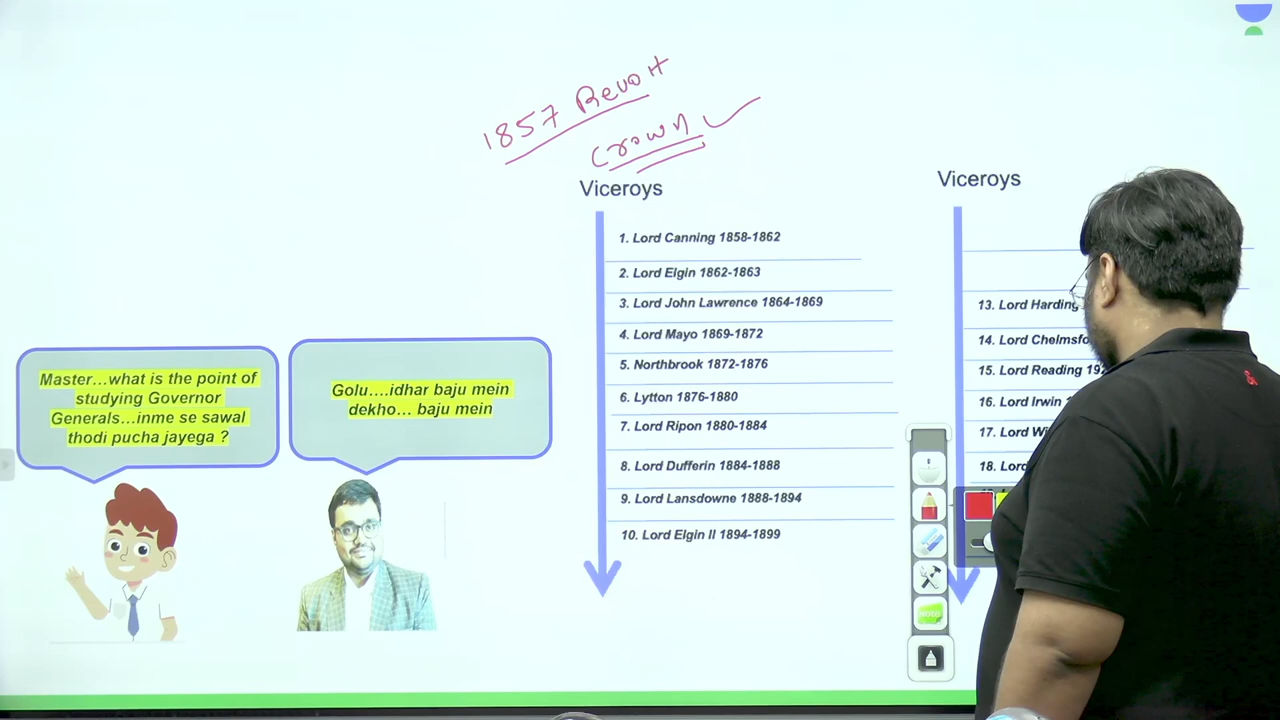 1857 Revolt
Crown
Viceroys
1. Lord Canning 1858-1862
2. Lord Elgin 1862-1863
3. Lord John Lawrence 1864-1869
4. Lord Mayo 1869-1872
5. Northbrook 1872-1876
6. Lytton 1876-1880
7. Lord Ripon 1880-1884
8. Lord Dufferin 1884-1888
9. Lord Lansdowne 1888-1894
10. Lord Elgin II 1894-1899
Viceroys
13. Lord Harding
14. Lord Chelmsfo
15. Lord Reading 192
16. Lord Irwin 1
17. Lord Wi
18. Lord
Master...what is the point of
studying Governor
Generals...inme se sawal
thodi pucha jayega ?
Golu....idhar baju mein
dekho... baju mein